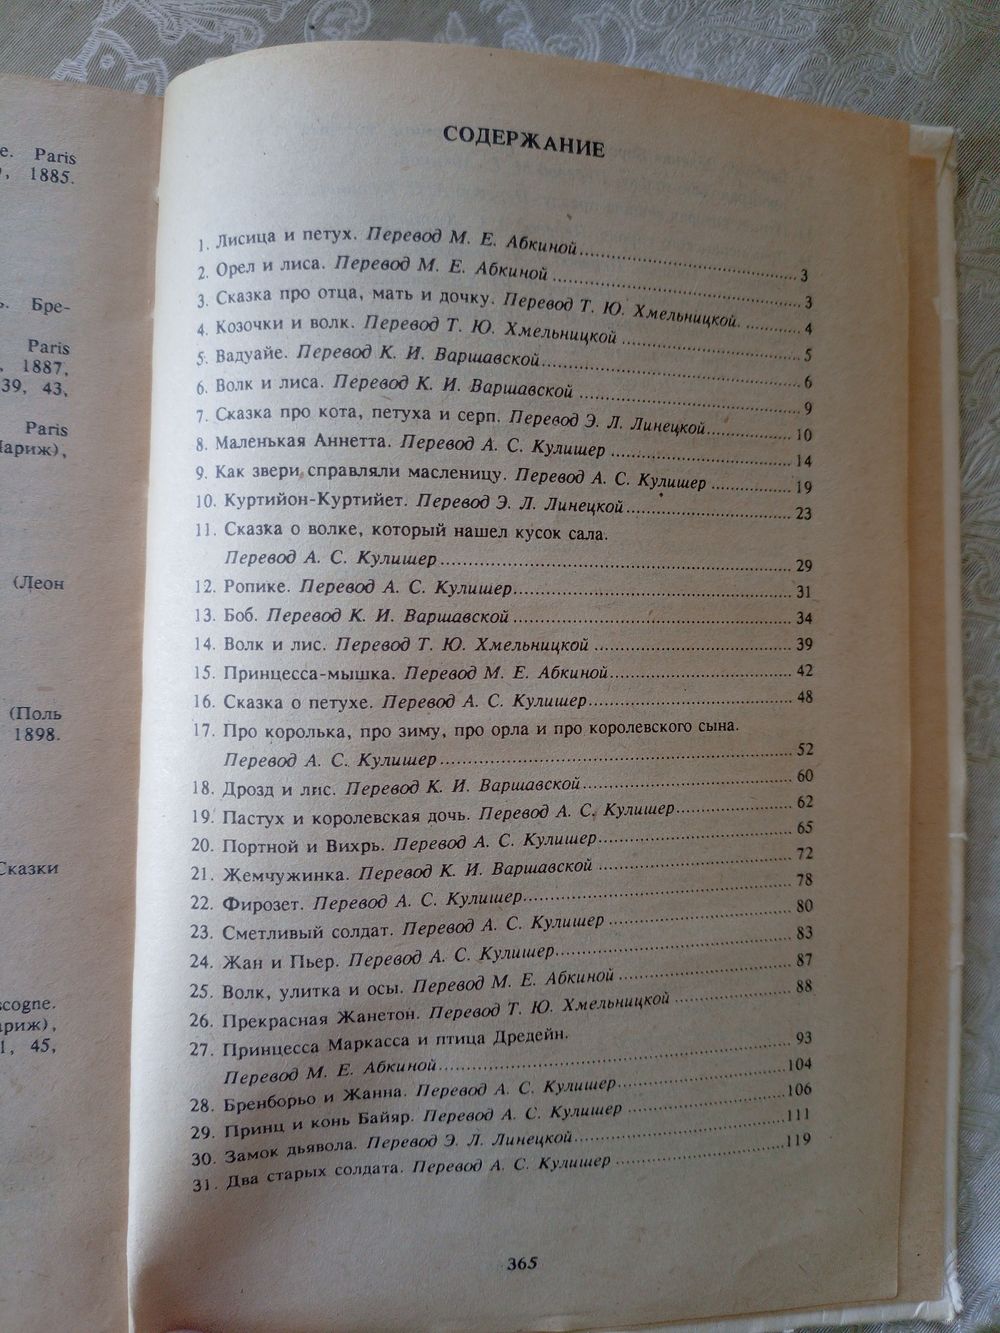 e. Paris
, 1885.
Бре-
Paris
, 1887,
39, 43,
Paris
Париж),
(Леон
(Поль
1898.
Сказки
scogne.
ариж),
1, 45,
СОДЕРЖАНИЕ
1. Лисица и петух. Перевод М. Е. Абкиной 3
2. Орел и лиса. Перевод М. Е. Абкиной 3
3. Сказка про отца, мать и дочку. Перевод Т. Ю. Хмельницкой. 4
4. Козочки и волк. Перевод Т. Ю. Хмельницкой 5
5. Вадуайе. Перевод К. И. Варшавской 6
6. Волк и лиса. Перевод К. И. Варшавской 9
7. Сказка про кота, петуха и серп. Перевод Э. Л. Линецкой 10
8. Маленькая Аннетта. Перевод А. С. Кулишер 14
9. Как звери справляли масленицу. Перевод А. С. Кулишер 19
10. Куртийон-Куртийет. Перевод Э. Л. Линецкой 23
11. Сказка о волке, который нашел кусок сала.
Перевод А. С. Кулишер 29
12. Ропике. Перевод А. С. Кулишер 31
13. Боб. Перевод К. И. Варшавской 34
14. Волк и лис. Перевод Т. Ю. Хмельницкой 39
15. Принцесса-мышка. Перевод М. Е. Абкиной 42
16. Сказка о петухе. Перевод А. С. Кулишер 48
17. Про королька, про зиму, про орла и про королевского сына.
Перевод А. С. Кулишер 52
18. Дрозд и лис. Перевод К. И. Варшавской 60
19. Пастух и королевская дочь. Перевод А. С. Кулишер 62
20. Портной и Вихрь. Перевод А. С. Кулишер 65
21. Жемчужинка. Перевод К. И. Варшавской 72
22. Фирозет. Перевод А. С. Кулишер 78
23. Сметливый солдат. Перевод А. С. Кулишер 80
24. Жан и Пьер. Перевод А. С. Кулишер 83
25. Волк, улитка и осы. Перевод М. Е. Абкиной 87
26. Прекрасная Жанетон. Перевод Т. Ю. Хмельницкой 88
27. Принцесса Маркасса и птица Дредейн.
Перевод М. Е. Абкиной 93
28. Бренборьо и Жанна. Перевод А. С. Кулишер 104
29. Принц и конь Байяр. Перевод А. С. Кулишер 106
30. Замок дьявола. Перевод Э. Л. Линецкой 111
31. Два старых солдата. Перевод А. С. Кулишер 119
365